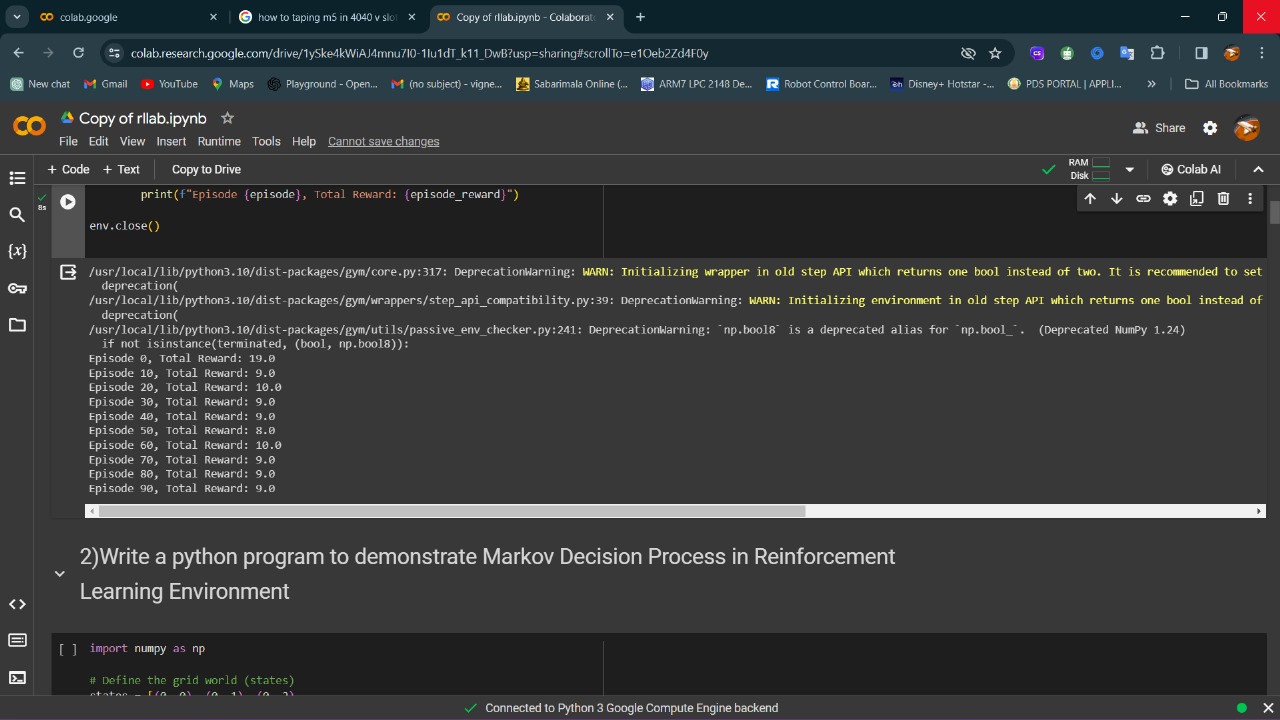 colab.google
how to taping m5 in 4040 v slo
Copy of rllab.ipynb - Colaborat
colab.research.google.com/drive/1ySke4kWiAJ4mnu7I0-1Iu1dT_k11_DwB?usp=sharing#scrollTo=e1Oeb2Zd4F0y
New chat
Gmail
YouTube
Maps
Playground - Open...
(no subject) - vigne...
Sabarimala Online (...
ARM7 LPC 2148 De...
Robot Control Boar...
Disney+ Hotstar -...
PDS PORTAL | APPLI...
All Bookmarks
Copy of rllab.ipynb
Share
File Edit View Insert Runtime Tools Help Cannot save changes
+ Code + Text Copy to Drive
RAM
Disk
Colab AI
8s
print(f"Episode {episode}, Total Reward: {episode_reward}")
env.close()
/usr/local/lib/python3.10/dist-packages/gym/core.py:317: DeprecationWarning: WARN: Initializing wrapper in old step API which returns one bool instead of two. It is recommended to set
deprecation(
/usr/local/lib/python3.10/dist-packages/gym/wrappers/step_api_compatibility.py:39: DeprecationWarning: WARN: Initializing environment in old step API which returns one bool instead of
deprecation(
/usr/local/lib/python3.10/dist-packages/gym/utils/passive_env_checker.py:241: DeprecationWarning: `np.bool8` is a deprecated alias for `np.bool_`. (Deprecated NumPy 1.24)
if not isinstance(terminated, (bool, np.bool8)):
Episode 0, Total Reward: 19.0
Episode 10, Total Reward: 9.0
Episode 20, Total Reward: 10.0
Episode 30, Total Reward: 9.0
Episode 40, Total Reward: 9.0
Episode 50, Total Reward: 8.0
Episode 60, Total Reward: 10.0
Episode 70, Total Reward: 9.0
Episode 80, Total Reward: 9.0
Episode 90, Total Reward: 9.0
2)Write a python program to demonstrate Markov Decision Process in Reinforcement
Learning Environment
[ ] import numpy as np
# Define the grid world (states)
states = [(0, 0), (0, 1), (0, 2),
Connected to Python 3 Google Compute Engine backend